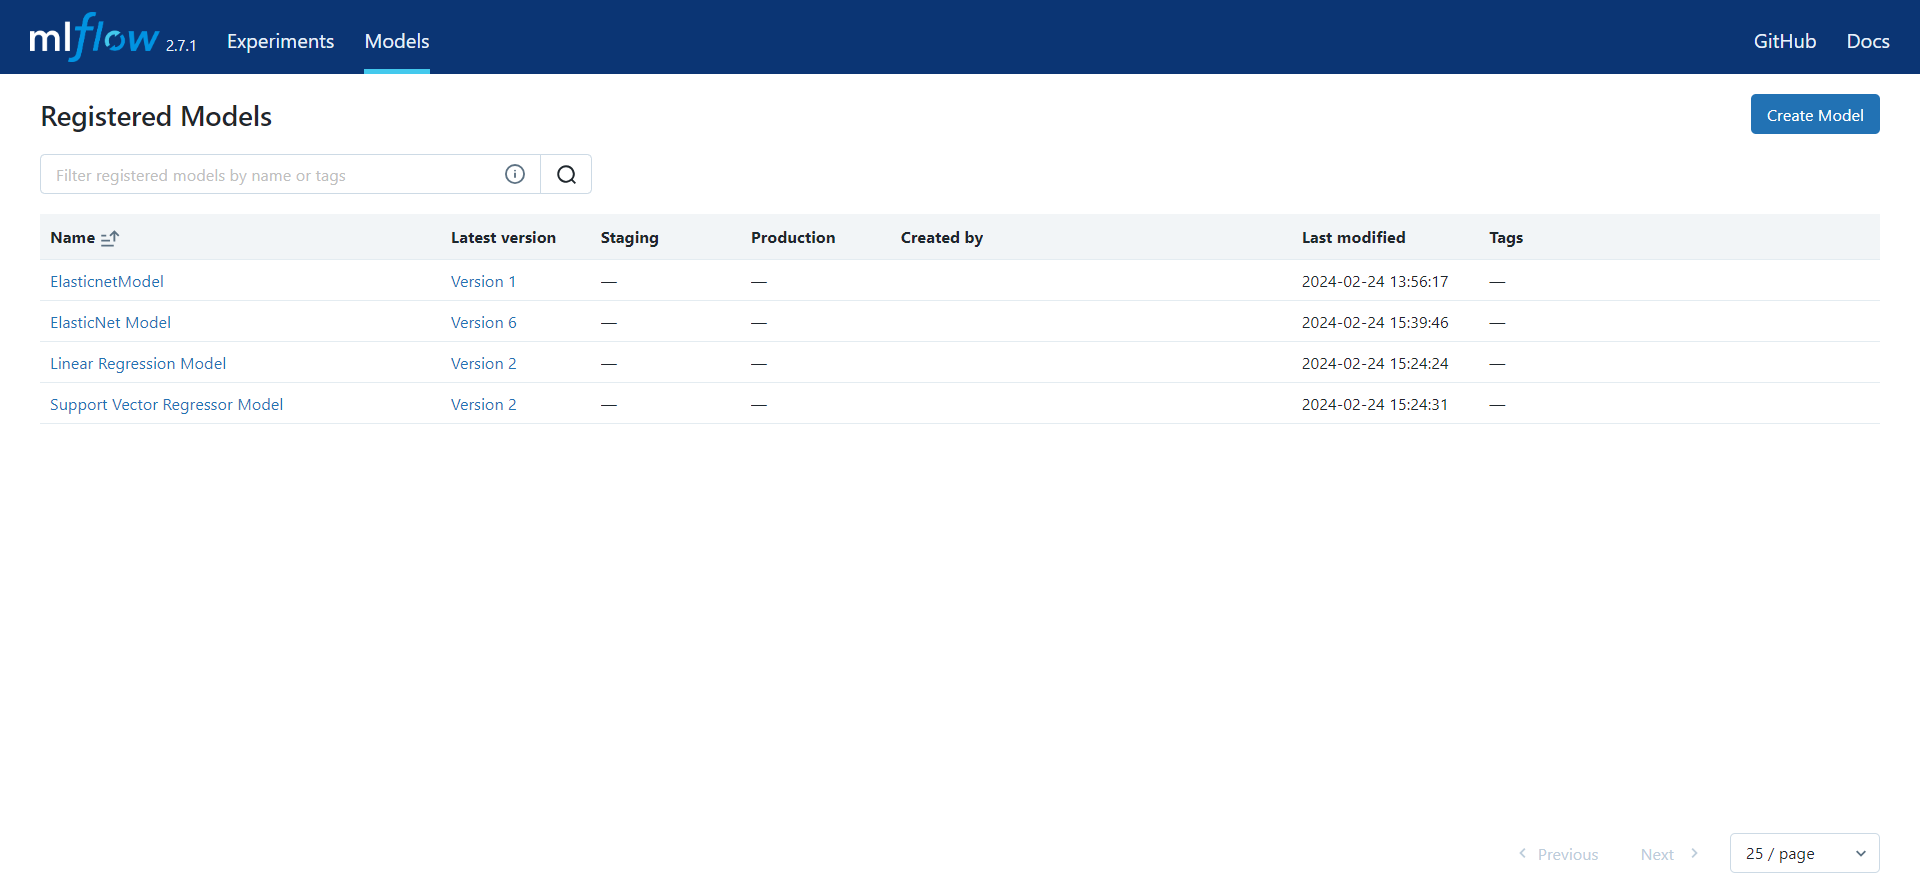 mlflow 2.7.1 Experiments Models GitHub Docs
Registered Models Create Model
Filter registered models by name or tags
Name Latest version Staging Production Created by Last modified Tags
ElasticnetModel Version 1 — — 2024-02-24 13:56:17 —
ElasticNet Model Version 6 — — 2024-02-24 15:39:46 —
Linear Regression Model Version 2 — — 2024-02-24 15:24:24 —
Support Vector Regressor Model Version 2 — — 2024-02-24 15:24:31 —
Previous Next 25 / page